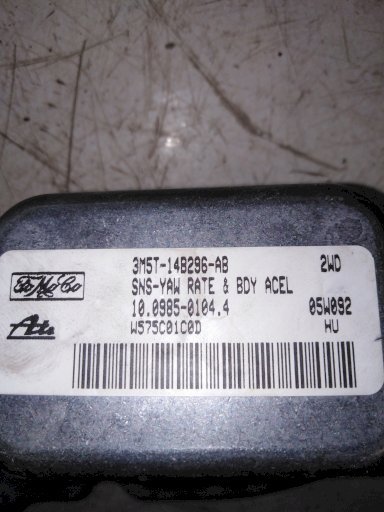 FoMoCo
3M5T-14B296-AB 2WD
SNS-YAW RATE & BDY ACEL
10.0985-0104.4 05W092
Ate W575C01C0D HU